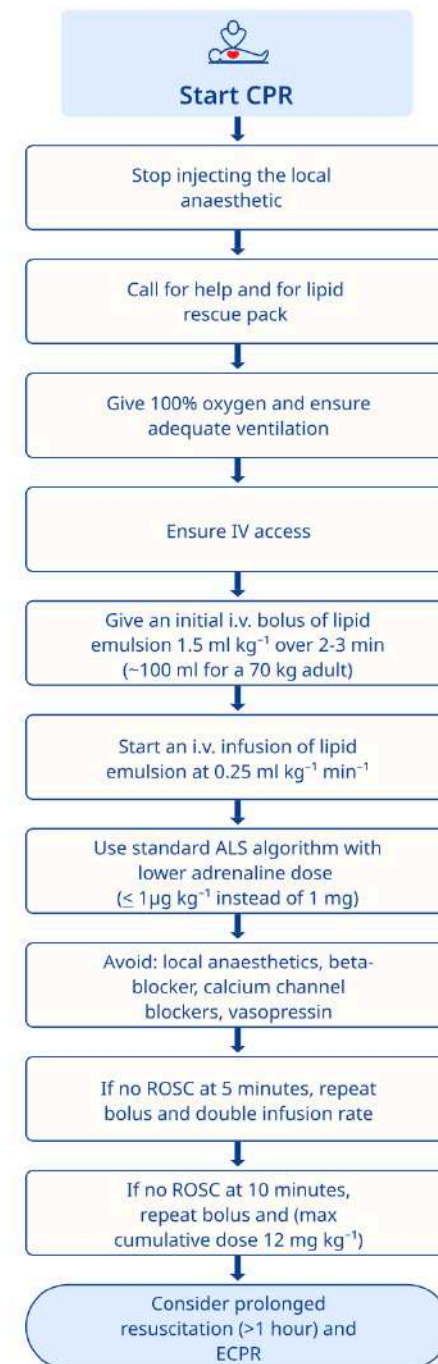 Start CPR
Stop injecting the local
anaesthetic
Call for help and for lipid
rescue pack
Give 100% oxygen and ensure
adequate ventilation
Ensure IV access
Give an initial i.v. bolus of lipid
emulsion 1.5 ml kg⁻¹ over 2-3 min
(~100 ml for a 70 kg adult)
Start an i.v. infusion of lipid
emulsion at 0.25 ml kg⁻¹ min⁻¹
Use standard ALS algorithm with
lower adrenaline dose
(≤ 1µg kg⁻¹ instead of 1 mg)
Avoid: local anaesthetics, beta-
blocker, calcium channel
blockers, vasopressin
If no ROSC at 5 minutes, repeat
bolus and double infusion rate
If no ROSC at 10 minutes,
repeat bolus and (max
cumulative dose 12 mg kg⁻¹)
Consider prolonged
resuscitation (>1 hour) and
ECPR